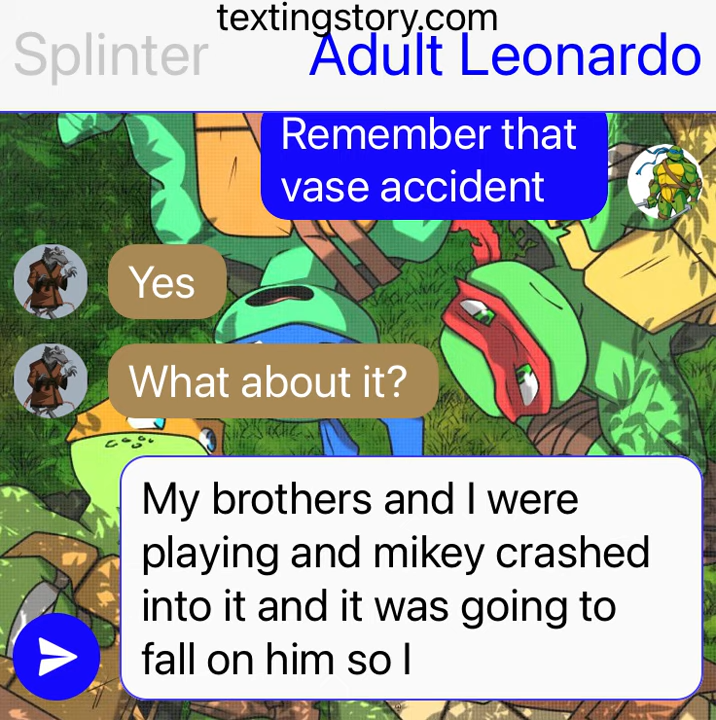 textingstory.com
Splinter Adult Leonardo
Remember that
vase accident
Yes
What about it?
My brothers and I were
playing and mikey crashed
into it and it was going to
fall on him so I